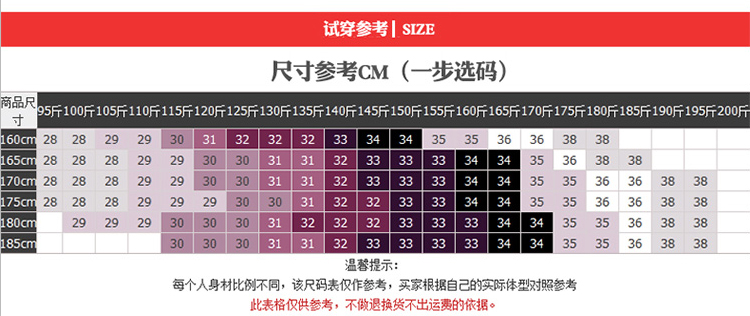 试穿参考| SIZE
尺寸参考CM（一步选码）
商品尺寸 95斤 100斤 105斤 110斤 115斤 120斤 125斤 130斤 135斤 140斤 145斤 150斤 155斤 160斤 165斤 170斤 175斤 180斤 185斤 190斤 195斤 200斤
160cm 28 28 29 29 30 31 32 32 32 33 34 34 35 35 36 36 38 38
165cm 28 28 28 29 29 30 30 31 31 32 33 33 33 34 34 35 36 38 38
170cm 28 28 28 29 29 30 30 31 31 32 33 33 33 34 34 35 35 36 36 38 38
175cm 28 28 28 29 29 29 30 30 31 32 32 33 33 34 34 35 35 36 36 38 38
180cm 29 29 29 30 30 30 31 32 32 32 33 33 33 34 34 35 35 36 38 38
185cm 30 30 30 31 31 32 33 33 33 33 34 34 35 35 36 38 38
温馨提示：
每个人身材比例不同，该尺码表仅作参考，买家根据自己的实际体型对照参考
此表格仅供参考，不做退换货不出运费的依据。